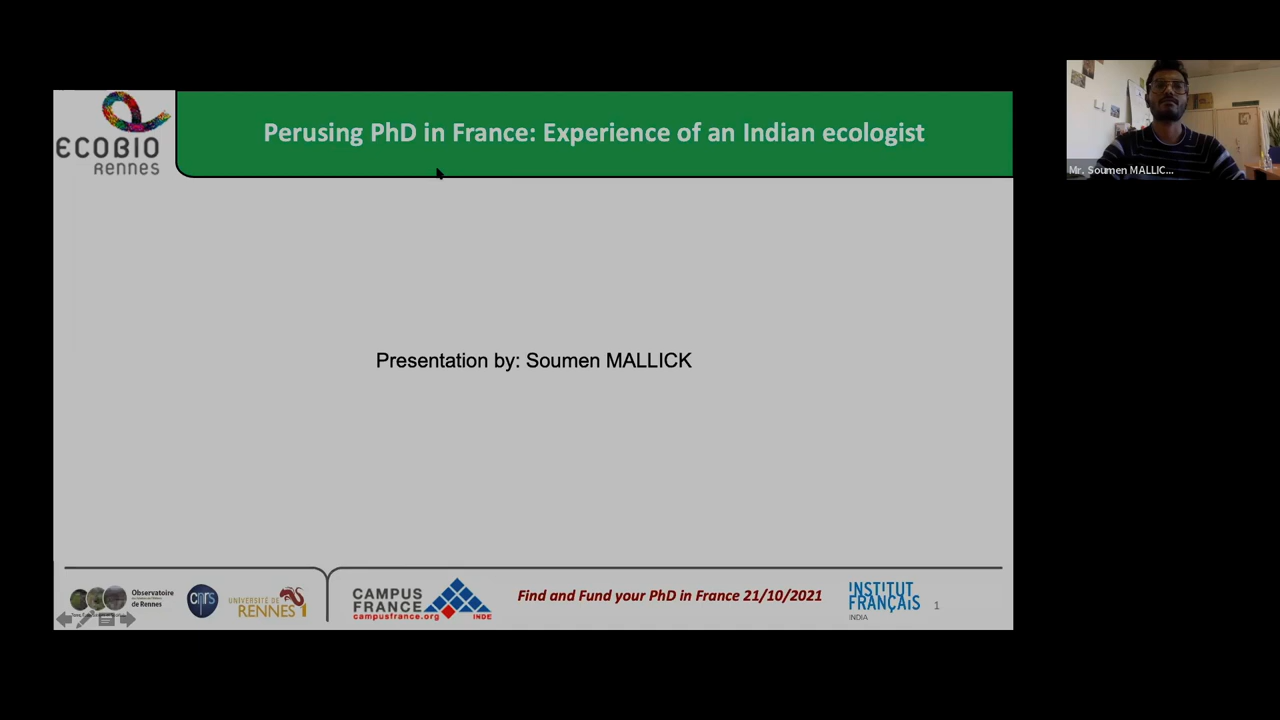 ECOBIO
RENNES
Perusing PhD in France: Experience of an Indian ecologist
Mr. Soumen MALLIC...
Presentation by: Soumen MALLICK
Observatoire
de Rennes
cnrs
UNIVERSITÉ DE
RENNES 1
CAMPUS
FRANCE
campusfrance.org
INDE
Find and Fund your PhD in France 21/10/2021
INSTITUT
FRANÇAIS
INDIA
1